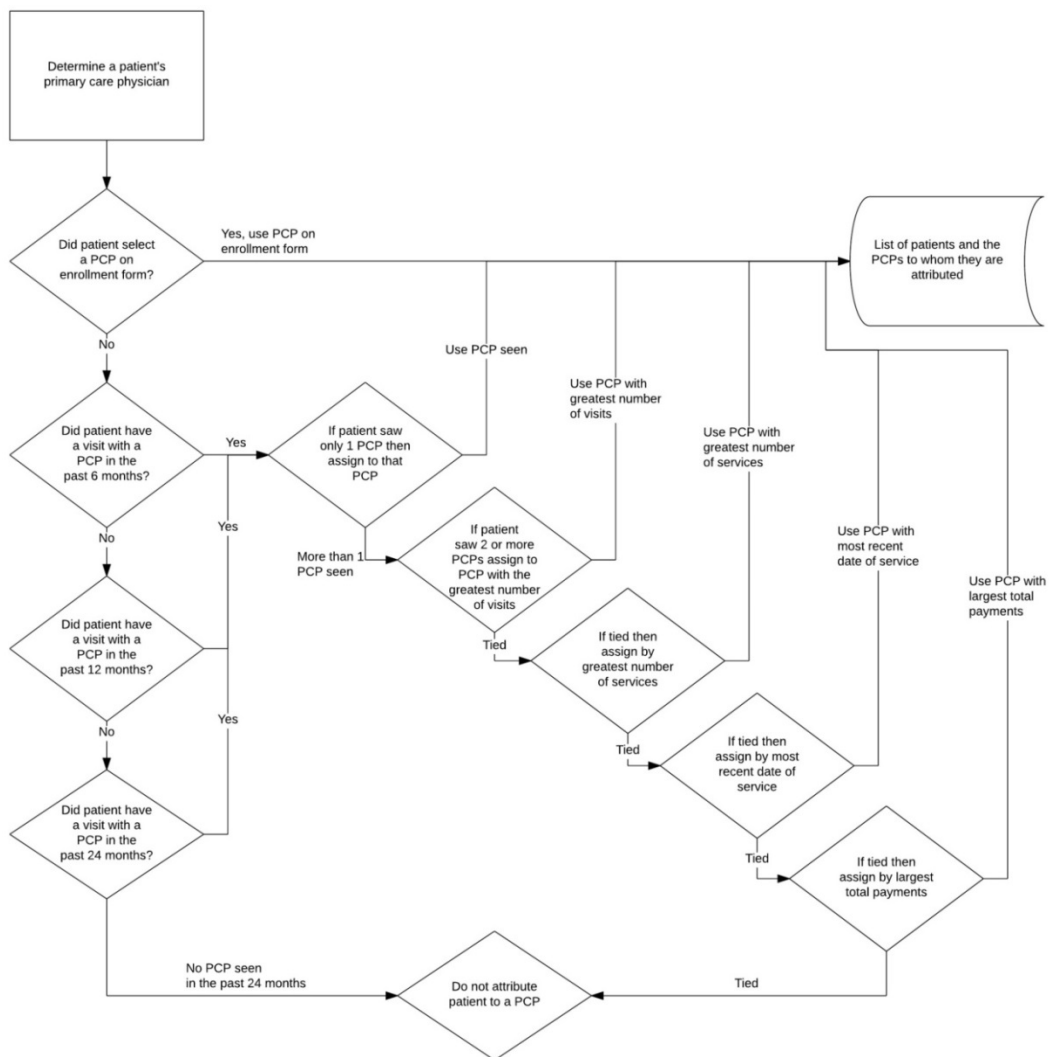 Determine a patient's
primary care physician
Did patient select
a PCP on
enrollment form?
Yes, use PCP on
enrollment form
List of patients and the
PCPs to whom they are
attributed
No
Use PCP seen
Use PCP with
greatest number
of visits
Use PCP with
greatest number
of services
Use PCP with
most recent
date of service
Use PCP with
largest total
payments
Did patient have
a visit with a
PCP in the
past 6 months?
Yes
If patient saw
only 1 PCP then
assign to that
PCP
No
Yes
More than 1
PCP seen
If patient
saw 2 or more
PCPs assign to
PCP with the
greatest number
of visits
Did patient have
a visit with a
PCP in the
past 12 months?
Tied
If tied then
assign by
greatest number
of services
No
Yes
Tied
If tied then
assign by most
recent date of
service
Did patient have
a visit with a
PCP in the
past 24 months?
Tied
If tied then
assign by largest
total payments
No PCP seen
in the past 24 months
Do not attribute
patient to a PCP
Tied